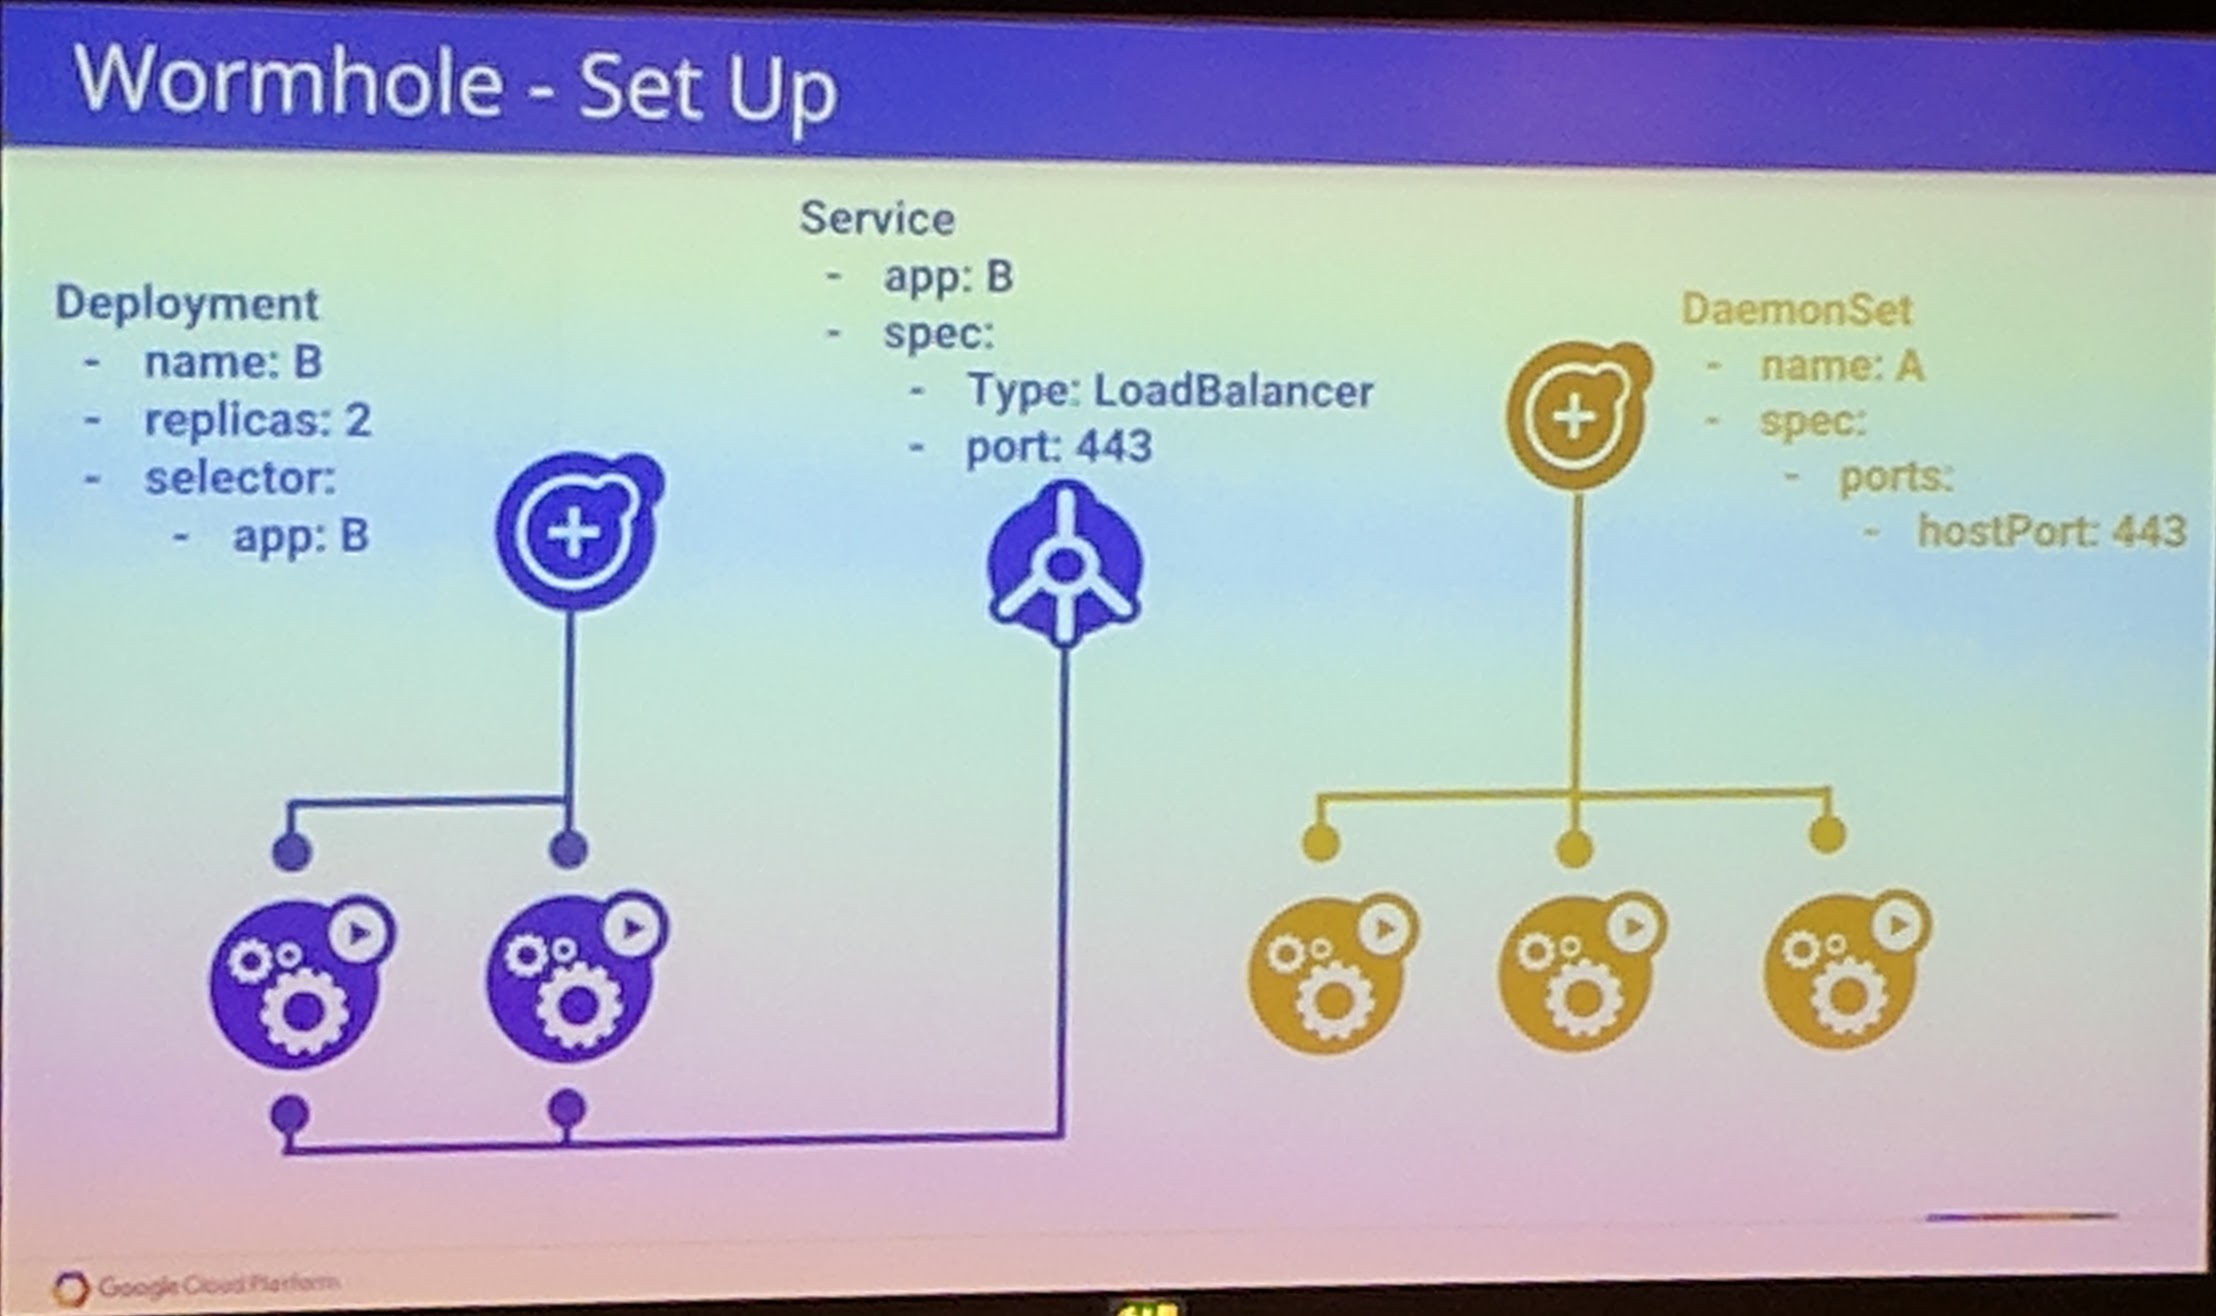 Wormhole - Set Up
Deployment
- name: B
- replicas: 2
- selector:
- app: B
Service
- app: B
- spec:
- Type: LoadBalancer
- port: 443
DaemonSet
- name: A
- spec:
- ports:
- hostPort: 443
Google Cloud Platform